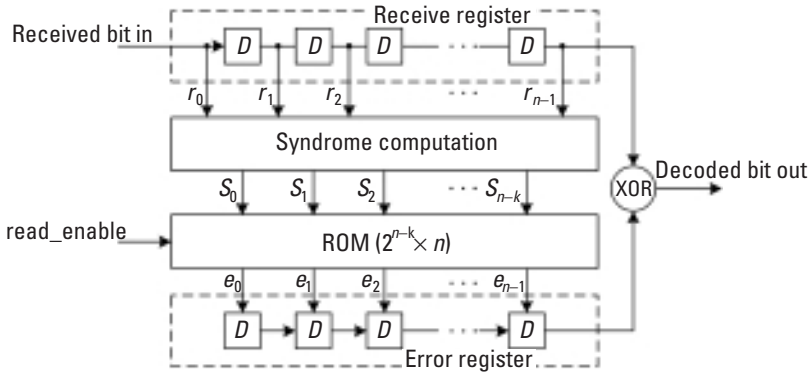 Receive register
Received bit in
D D D ··· D
r₀ r₁ r₂ ··· rₙ₋₁
Syndrome computation
S₀ S₁ S₂ ··· Sₙ₋ₖ
XOR
Decoded bit out
read_enable
ROM (2ⁿ⁻ᵏ × n)
e₀ e₁ e₂ ··· eₙ₋₁
D D D ··· D
Error register